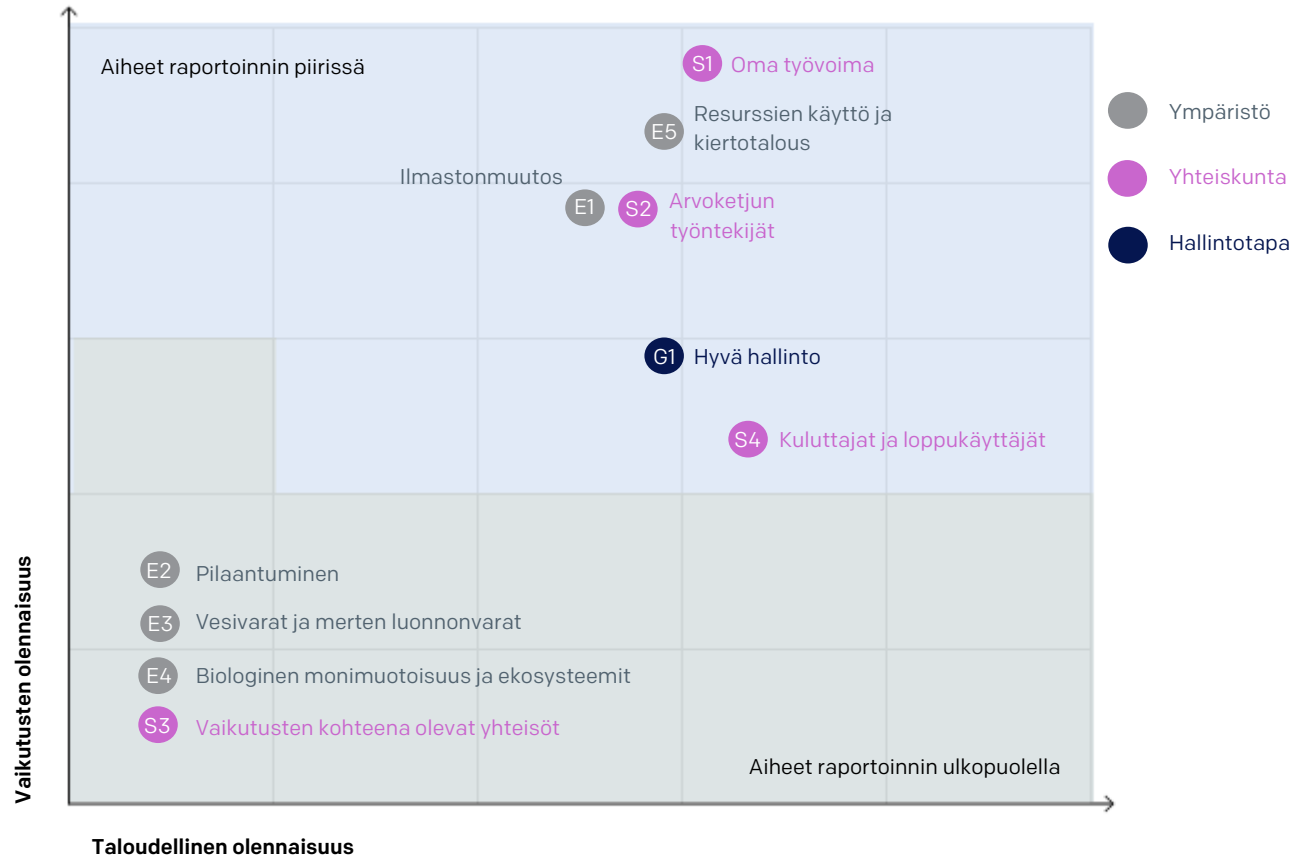 Aiheet raportoinnin piirissä
S1 Oma työvoima
E5 Resurssien käyttö ja
kiertotalous
Ilmastonmuutos
E1
S2 Arvoketjun
työntekijät
G1 Hyvä hallinto
S4 Kuluttajat ja loppukäyttäjät
E2 Pilaantuminen
E3 Vesivarat ja merten luonnonvarat
E4 Biologinen monimuotoisuus ja ekosysteemit
S3 Vaikutusten kohteena olevat yhteisöt
Aiheet raportoinnin ulkopuolella
Ympäristö
Yhteiskunta
Hallintotapa
Vaikutusten olennaisuus
Taloudellinen olennaisuus